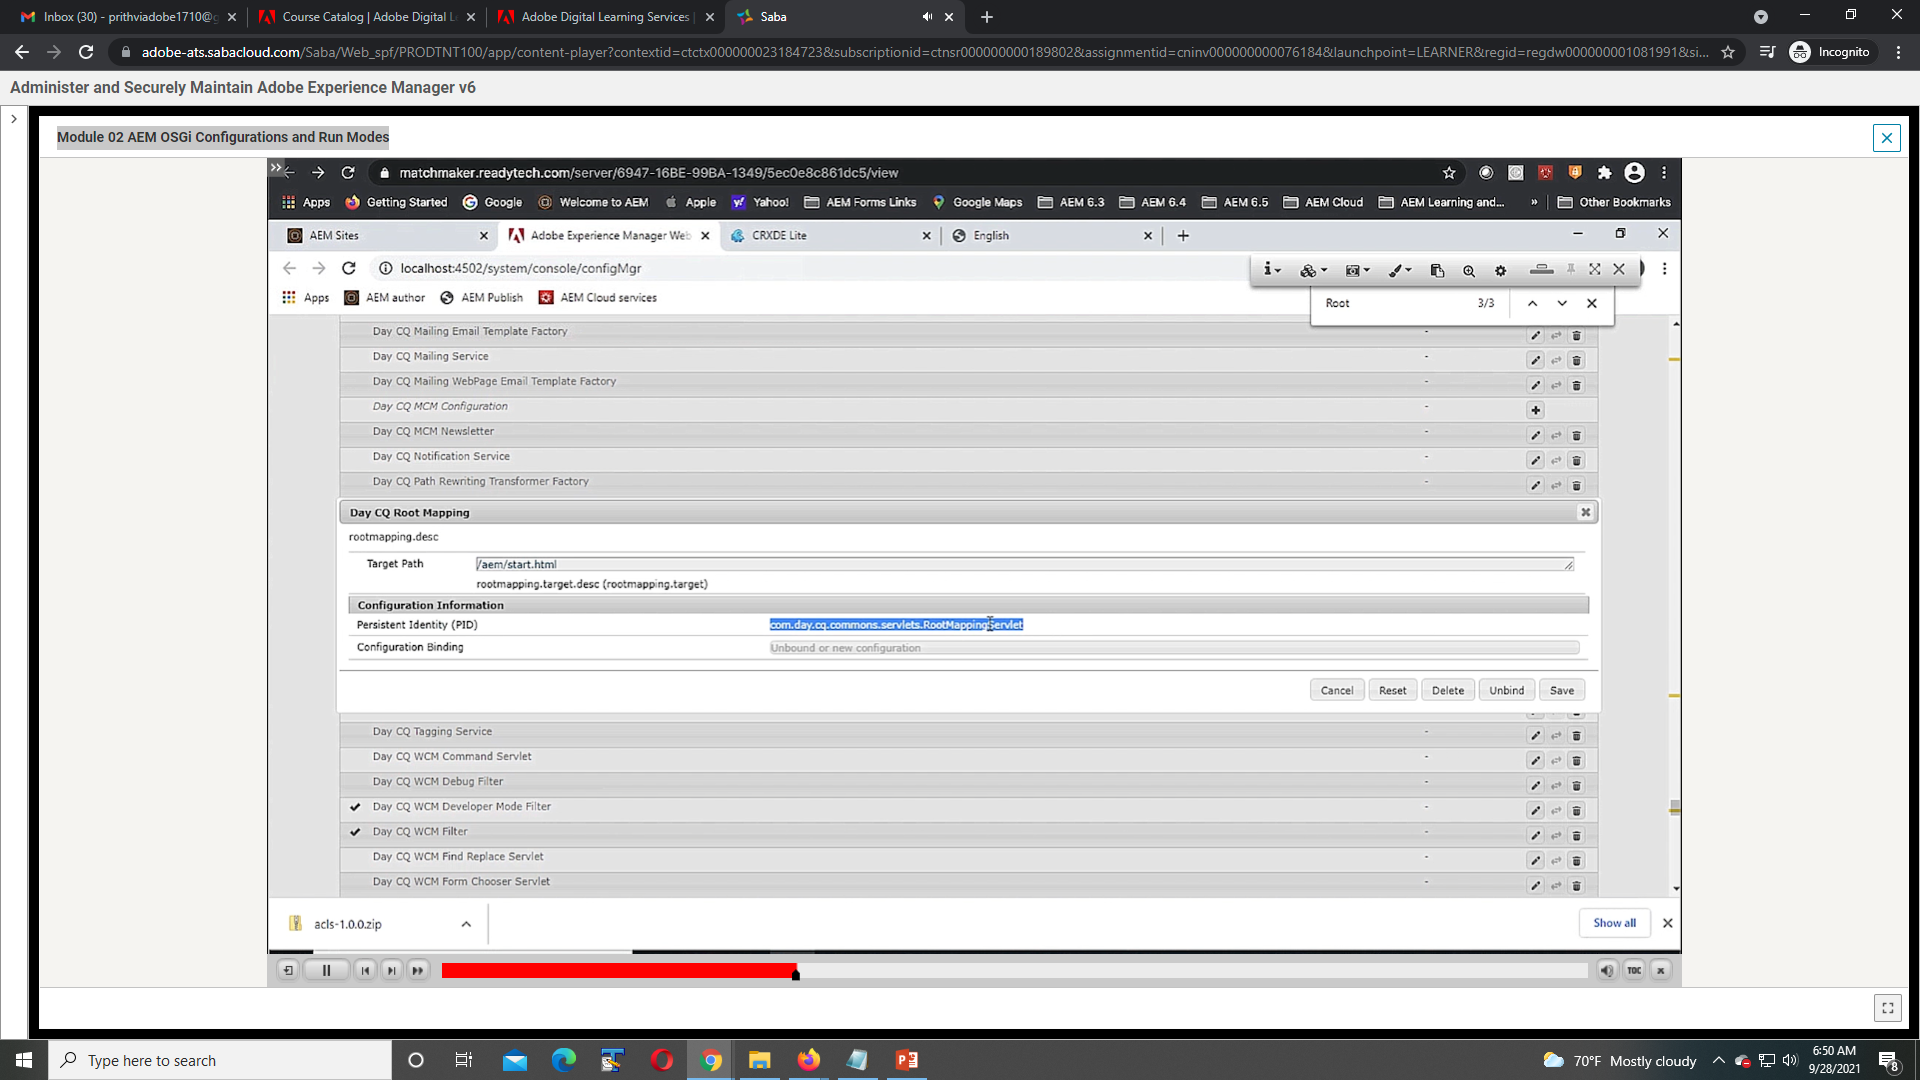 Inbox (30) - prithviadobe1710@g
Course Catalog | Adobe Digital L
Adobe Digital Learning Services |
Saba
adobe-ats.sabacloud.com/Saba/Web_spf/PRODTNT100/app/content-player?contextid=ctctx000000023184723&subscriptionid=ctnsr0000000000189802&assignmentid=cninv000000000076184&launchpoint=LEARNER&regid=regdw000000001081991&si...
Incognito
Administer and Securely Maintain Adobe Experience Manager v6
Module 02 AEM OSGi Configurations and Run Modes
matchmaker.readytech.com/server/6947-16BE-99BA-1349/5ec0e8c861dc5/view
Apps Getting Started Google Welcome to AEM Apple Yahoo! AEM Forms Links Google Maps AEM 6.3 AEM 6.4 AEM 6.5 AEM Cloud AEM Learning and... » Other Bookmarks
AEM Sites
Adobe Experience Manager Web
CRXDE Lite
English
localhost:4502/system/console/configMgr
Apps AEM author AEM Publish AEM Cloud services
Root 3/3
Day CQ Mailing Email Template Factory -
Day CQ Mailing Service -
Day CQ Mailing WebPage Email Template Factory -
Day CQ MCM Configuration -
Day CQ MCM Newsletter -
Day CQ Notification Service -
Day CQ Path Rewriting Transformer Factory -
Day CQ Root Mapping
rootmapping.desc
Target Path /aem/start.html
rootmapping.target.desc (rootmapping.target)
Configuration Information
Persistent Identity (PID) com.day.cq.commons.servlets.RootMappingServlet
Configuration Binding Unbound or new configuration
Cancel Reset Delete Unbind Save
Day CQ Tagging Service -
Day CQ WCM Command Servlet -
Day CQ WCM Debug Filter -
Day CQ WCM Developer Mode Filter -
Day CQ WCM Filter -
Day CQ WCM Find Replace Servlet -
Day CQ WCM Form Chooser Servlet -
acls-1.0.0.zip
Show all
TOC
Type here to search
70°F Mostly cloudy
6:50 AM
9/28/2021
8